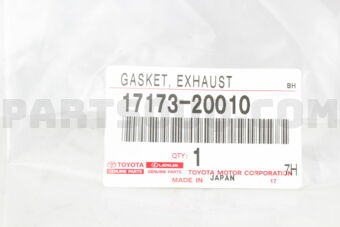 GASKET, EXHAUST
BH
17173-20010
QTY:
1
7H
TOYOTA LEXUS
GENUINE PARTS GENUINE PARTS TOYOTA MOTOR CORPORATION
MADE IN JAPAN 17